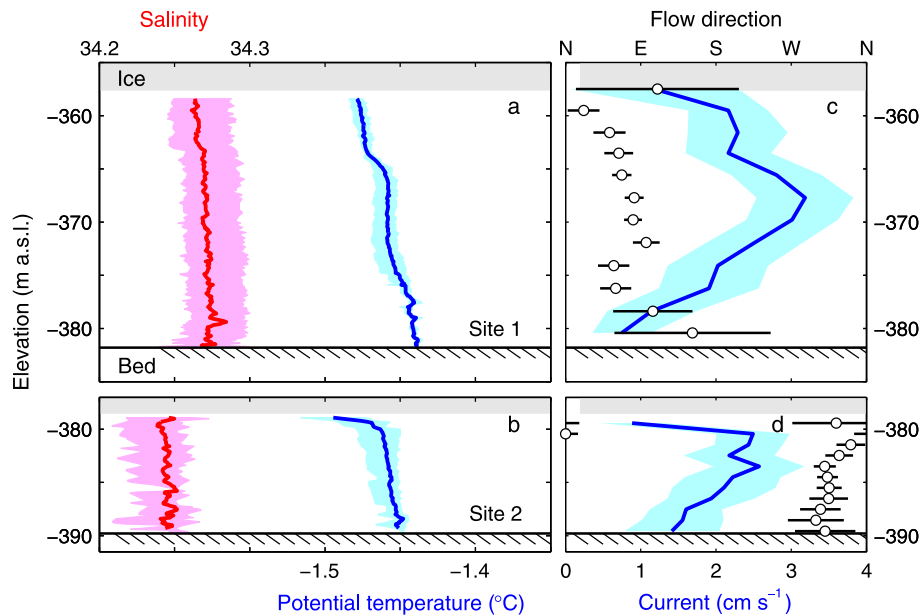 Salinity Flow direction
34.2 34.3 N E S W N
Ice
a c
−360 −360
−370 −370
−380 −380
Site 1
Bed
Elevation (m a.s.l.)
b d
−380 −380
Site 2
−390 −390
−1.5 −1.4 0 1 2 3 4
Potential temperature (°C) Current (cm s⁻¹)